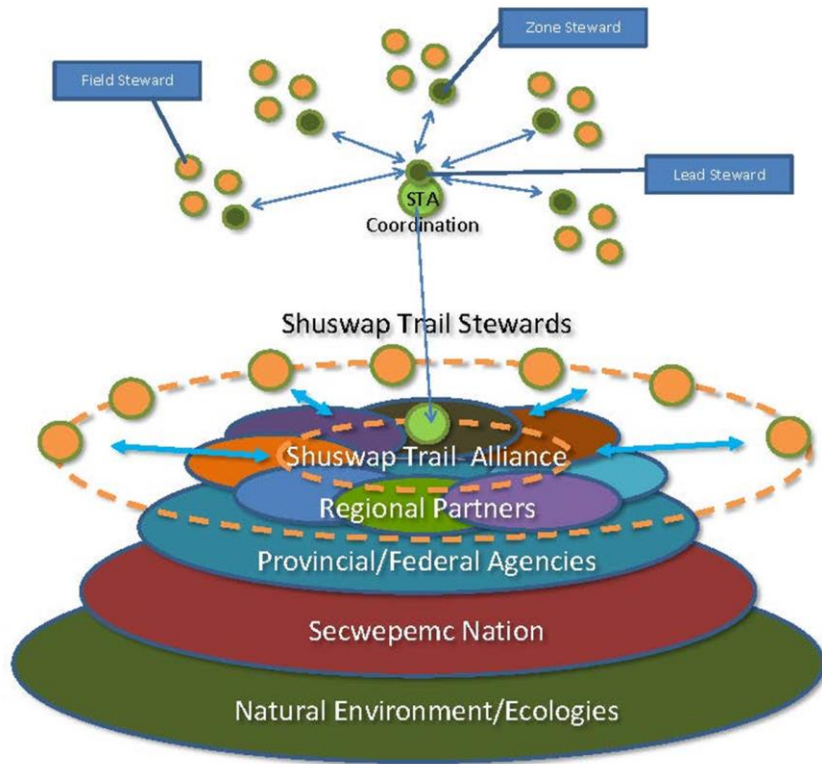 Zone Steward
Field Steward
Lead Steward
STA
Coordination
Shuswap Trail Stewards
Shuswap Trail Alliance
Regional Partners
Provincial/Federal Agencies
Secwepemc Nation
Natural Environment/Ecologies